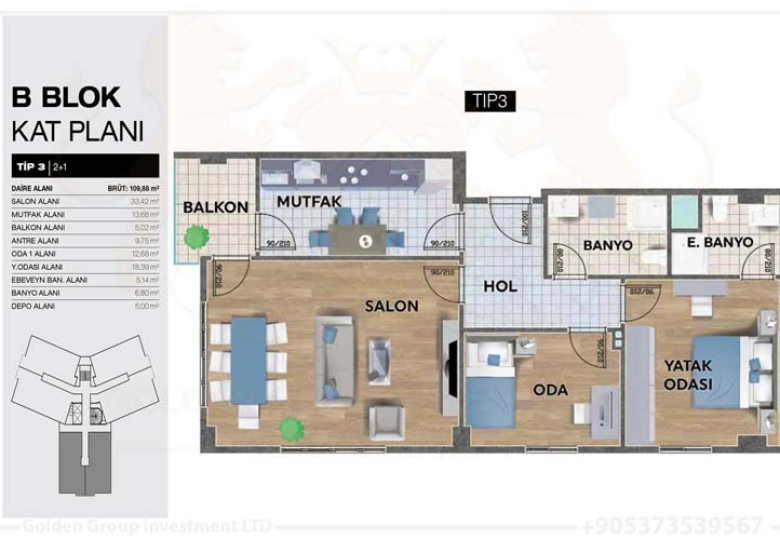 B BLOK
KAT PLANI
TİP 3 | 2+1
DAİRE ALANI BRÜT: 109,88 m²
SALON ALANI 33,42 m²
MUTFAK ALANI 13,68 m²
BALKON ALANI 5,02 m²
ANTRE ALANI 9,75 m²
ODA 1 ALANI 12,68 m²
Y.ODASI ALANI 18,39 m²
EBEVEYN BAN. ALANI 5,14 m²
BANYO ALANI 6,80 m²
DEPO ALANI 5,00 m²
TIP3
BALKON
MUTFAK
90/210
90/210
100/210
BANYO
80/210
E. BANYO
80/210
90/210
SALON
90/210
HOL
90/210
90/210
ODA
YATAK
ODASI
Golden Group Investment LTD
+905373539567